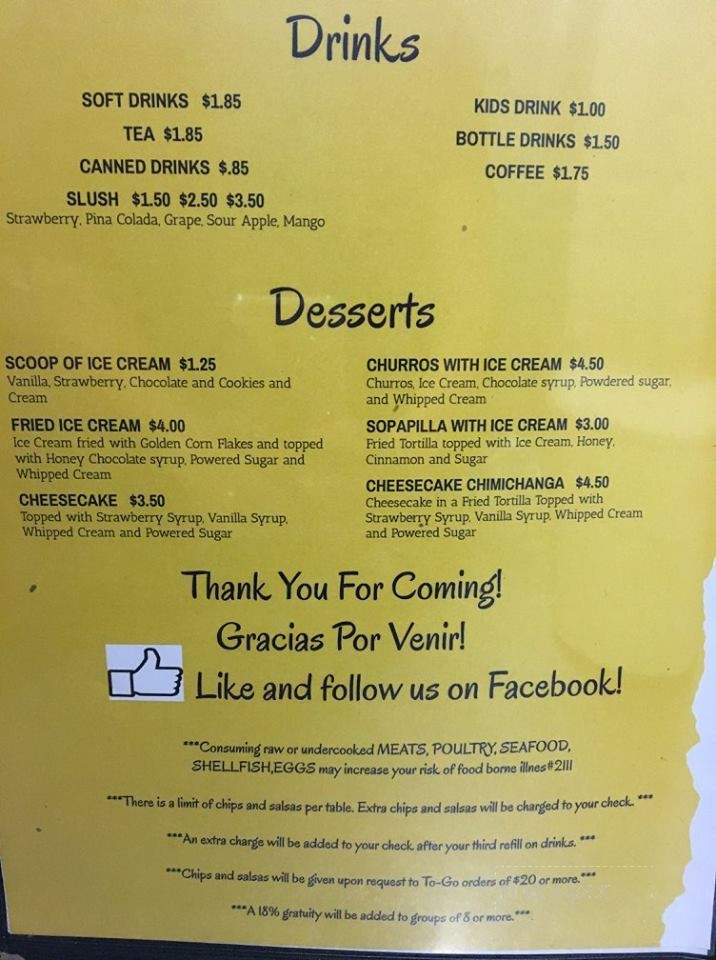 Drinks
SOFT DRINKS $1.85
TEA $1.85
CANNED DRINKS $.85
SLUSH $1.50 $2.50 $3.50
Strawberry, Pina Colada, Grape, Sour Apple, Mango
KIDS DRINK $1.00
BOTTLE DRINKS $1.50
COFFEE $1.75
Desserts
SCOOP OF ICE CREAM $1.25
Vanilla, Strawberry, Chocolate and Cookies and
Cream
FRIED ICE CREAM $4.00
Ice Cream fried with Golden Corn Flakes and topped
with Honey Chocolate syrup, Powered Sugar and
Whipped Cream
CHEESECAKE $3.50
Topped with Strawberry Syrup, Vanilla Syrup,
Whipped Cream and Powered Sugar
CHURROS WITH ICE CREAM $4.50
Churros, Ice Cream, Chocolate syrup, Powdered sugar,
and Whipped Cream
SOPAPILLA WITH ICE CREAM $3.00
Fried Tortilla topped with Ice Cream, Honey,
Cinnamon and Sugar
CHEESECAKE CHIMICHANGA $4.50
Cheesecake in a Fried Tortilla Topped with
Strawberry Syrup, Vanilla Syrup, Whipped Cream
and Powered Sugar
Thank You For Coming!
Gracias Por Venir!
Like and follow us on Facebook!
***Consuming raw or undercooked MEATS, POULTRY, SEAFOOD,
SHELLFISH,EGGS may increase your risk of food borne illnes#2111
***There is a limit of chips and salsas per table. Extra chips and salsas will be charged to your check. ***
***An extra charge will be added to your check after your third refill on drinks. ***
***Chips and salsas will be given upon request to To-Go orders of $20 or more.***
***A 18% gratuity will be added to groups of 8 or more.***.